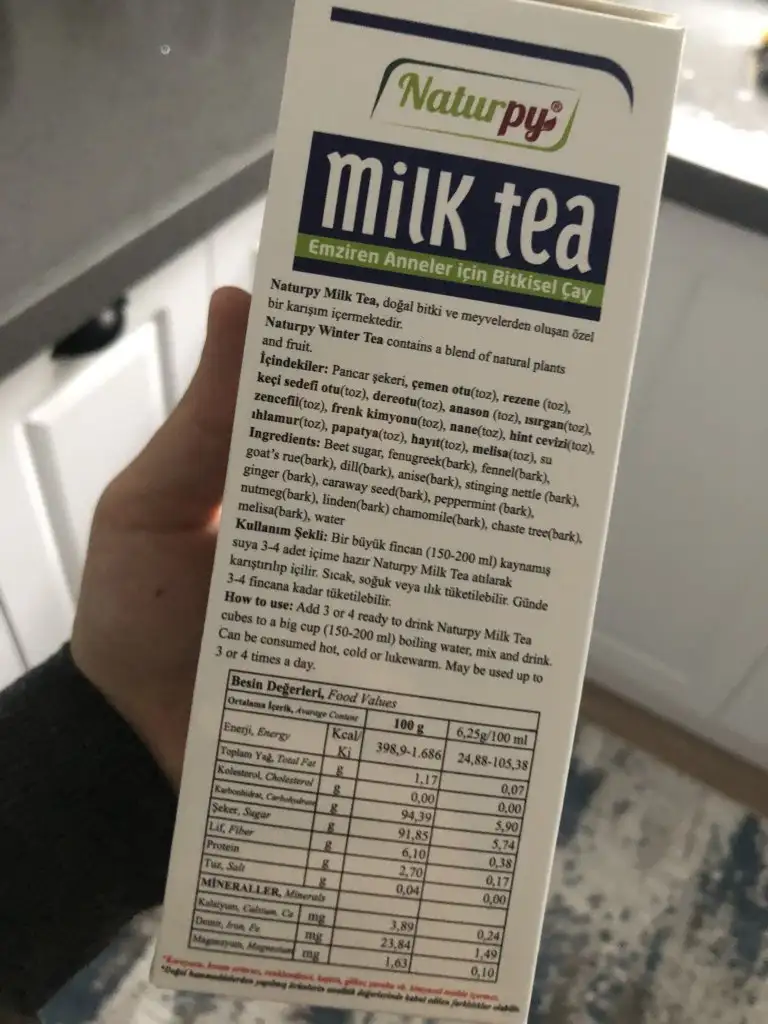 Naturpy®
milk tea
Emziren Anneler için Bitkisel Çay
Naturpy Milk Tea, doğal bitki ve meyvelerden oluşan özel
bir karışım içermektedir.
Naturpy Winter Tea contains a blend of natural plants
and fruit.
İçindekiler: Pancar şekeri, çemen otu(toz), rezene (toz),
keçi sedefi otu(toz), dereotu(toz), anason (toz), ısırgan(toz),
zencefil(toz), frenk kimyonu(toz), nane(toz), hint cevizi(toz),
ıhlamur(toz), papatya(toz), hayıt(toz), melisa(toz), su
Ingredients: Beet sugar, fenugreek(bark), fennel(bark),
goat's rue(bark), dill(bark), anise(bark), stinging nettle (bark),
ginger (bark), caraway seed(bark), peppermint (bark),
nutmeg(bark), linden(bark) chamomile(bark), chaste tree(bark),
melisa(bark), water
Kullanım Şekli: Bir büyük fincan (150-200 ml) kaynamış
suya 3-4 adet içime hazır Naturpy Milk Tea atılarak
karıştırılıp içilir. Sıcak, soğuk veya ılık tüketilebilir. Günde
3-4 fincana kadar tüketilebilir.
How to use: Add 3 or 4 ready to drink Naturpy Milk Tea
cubes to a big cup (150-200 ml) boiling water, mix and drink.
Can be consumed hot, cold or lukewarm. May be used up to
3 or 4 times a day.
Besin Değerleri, Food Values
Ortalama İçerik, Avarage Content 100 g 6,25g/100 ml
Enerji, Energy Kcal/Kj 398,9-1.686 24,88-105,38
Toplam Yağ, Total Fat g 1,17 0,07
Kolesterol, Cholesterol g 0,00 0,00
Karbonhidrat, Carbohydrate g 94,39 5,90
Şeker, Sugar g 91,85 5,74
Lif, Fiber g 6,10 0,38
Protein g 2,70 0,17
Tuz, Salt g 0,04 0,00
MİNERALLER, Minerals
Kalsiyum, Calcium, Ca mg 3,89 0,24
Demir, Iron, Fe mg 23,84 1,49
Magnezyum, Magnesium mg 1,63 0,10